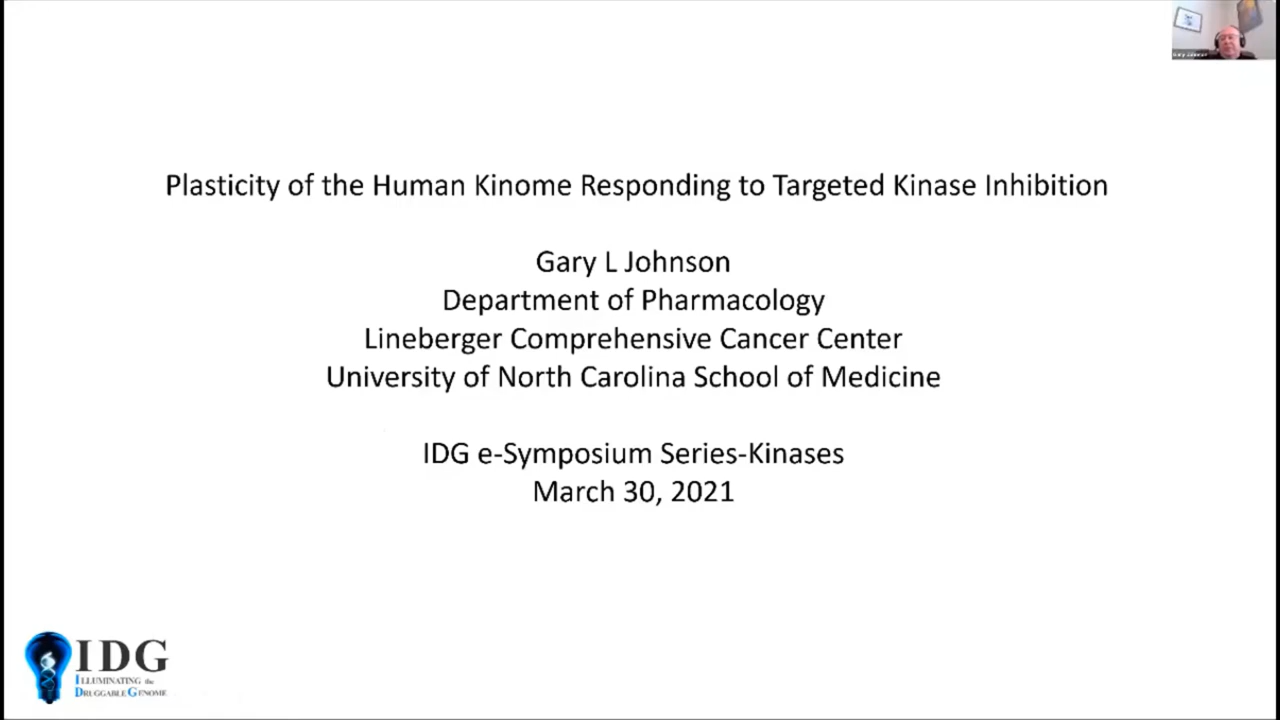 Plasticity of the Human Kinome Responding to Targeted Kinase Inhibition
Gary L Johnson
Department of Pharmacology
Lineberger Comprehensive Cancer Center
University of North Carolina School of Medicine
IDG e-Symposium Series-Kinases
March 30, 2021
IDG
ILLUMINATING the
DRUGGABLE GENOME